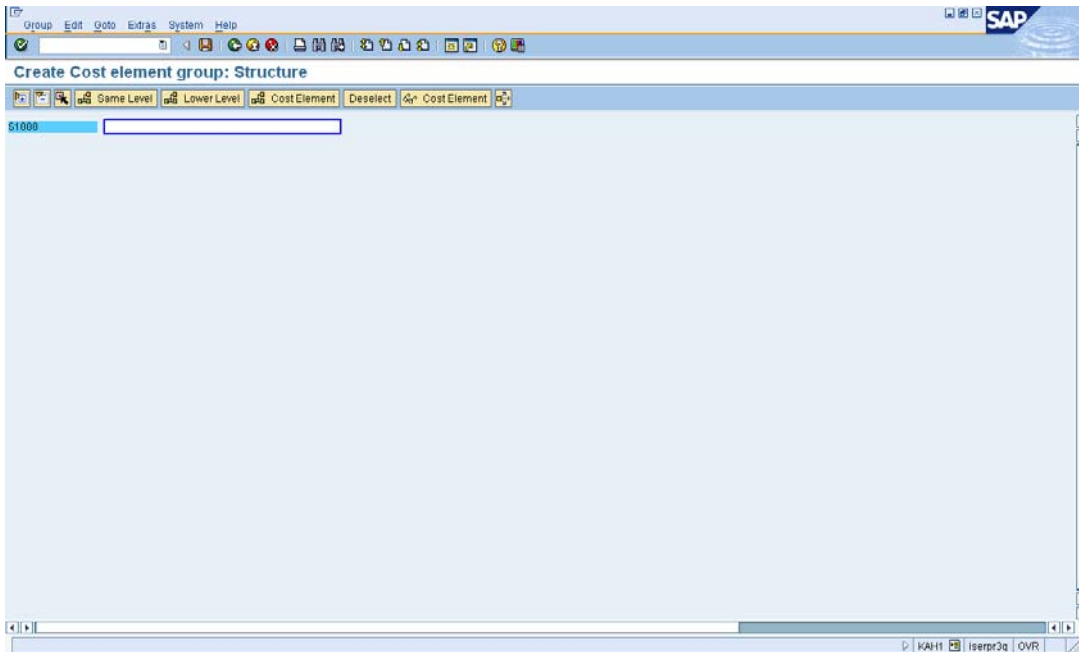 Group Edit Goto Extras System Help
SAP
Create Cost element group: Structure
Same Level Lower Level Cost Element Deselect Cost Element
S1000
KAH1 iserpr3q OVR